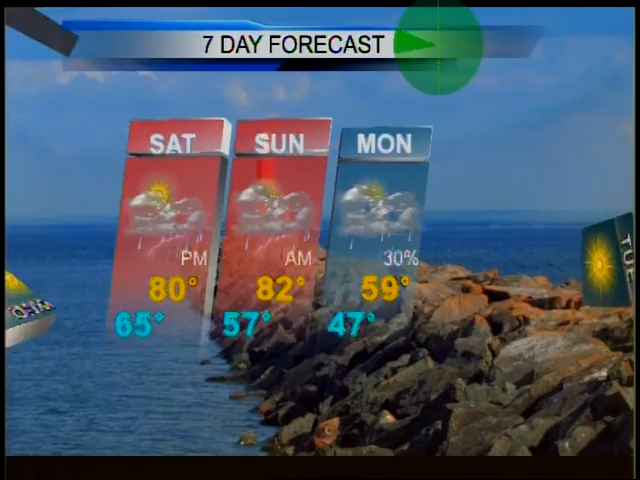 7 DAY FORECAST
SAT
SUN
MON
PM
AM
30%
80°
82°
59°
65°
57°
47°